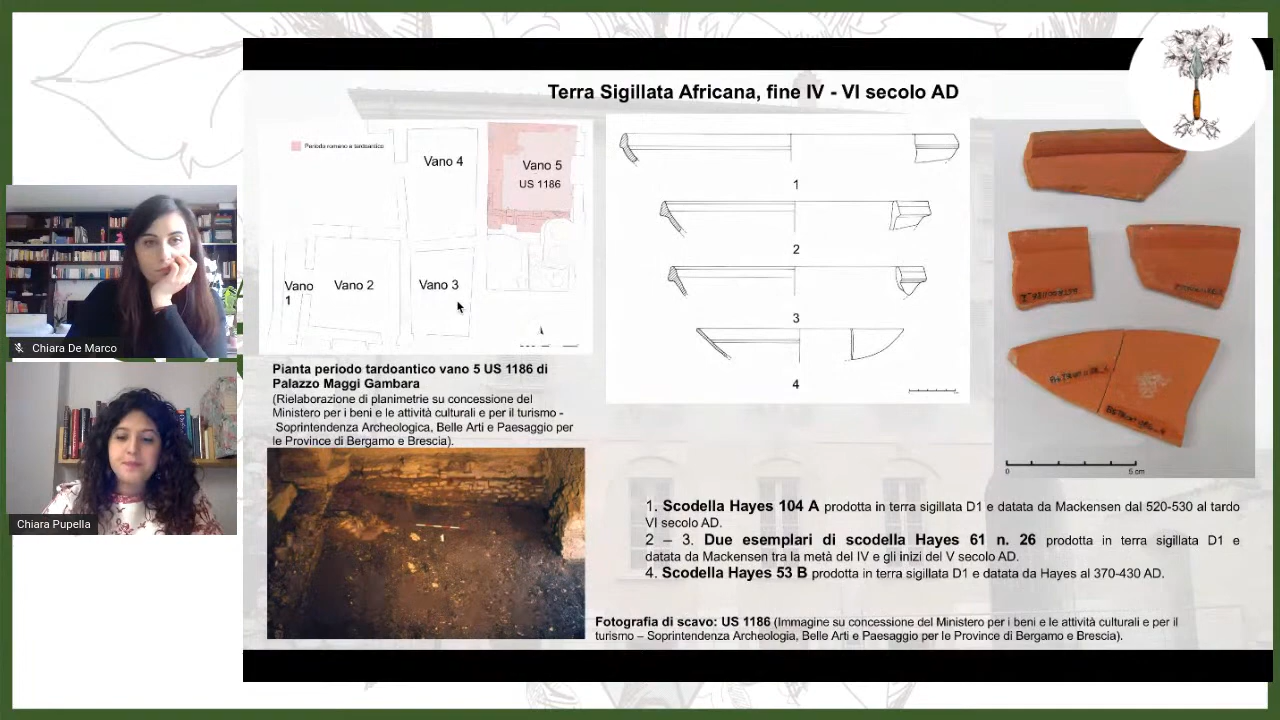 Terra Sigillata Africana, fine IV - VI secolo AD
Periodo romano e tardoantico
Vano 4
Vano 5
US 1186
Vano
1
Vano 2
Vano 3
1
2
3
4
0
5 cm
Chiara De Marco
Chiara Pupella
Pianta periodo tardoantico vano 5 US 1186 di
Palazzo Maggi Gambara
(Rielaborazione di planimetrie su concessione del
Ministero per i beni e le attività culturali e per il turismo -
Soprintendenza Archeologica, Belle Arti e Paesaggio per
le Province di Bergamo e Brescia).
1. Scodella Hayes 104 A prodotta in terra sigillata D1 e datata da Mackensen dal 520-530 al tardo
VI secolo AD.
2 – 3. Due esemplari di scodella Hayes 61 n. 26 prodotta in terra sigillata D1 e
datata da Mackensen tra la metà del IV e gli inizi del V secolo AD.
4. Scodella Hayes 53 B prodotta in terra sigillata D1 e datata da Hayes al 370-430 AD.
Fotografia di scavo: US 1186 (Immagine su concessione del Ministero per i beni e le attività culturali e per il
turismo – Soprintendenza Archeologia, Belle Arti e Paesaggio per le Province di Bergamo e Brescia).